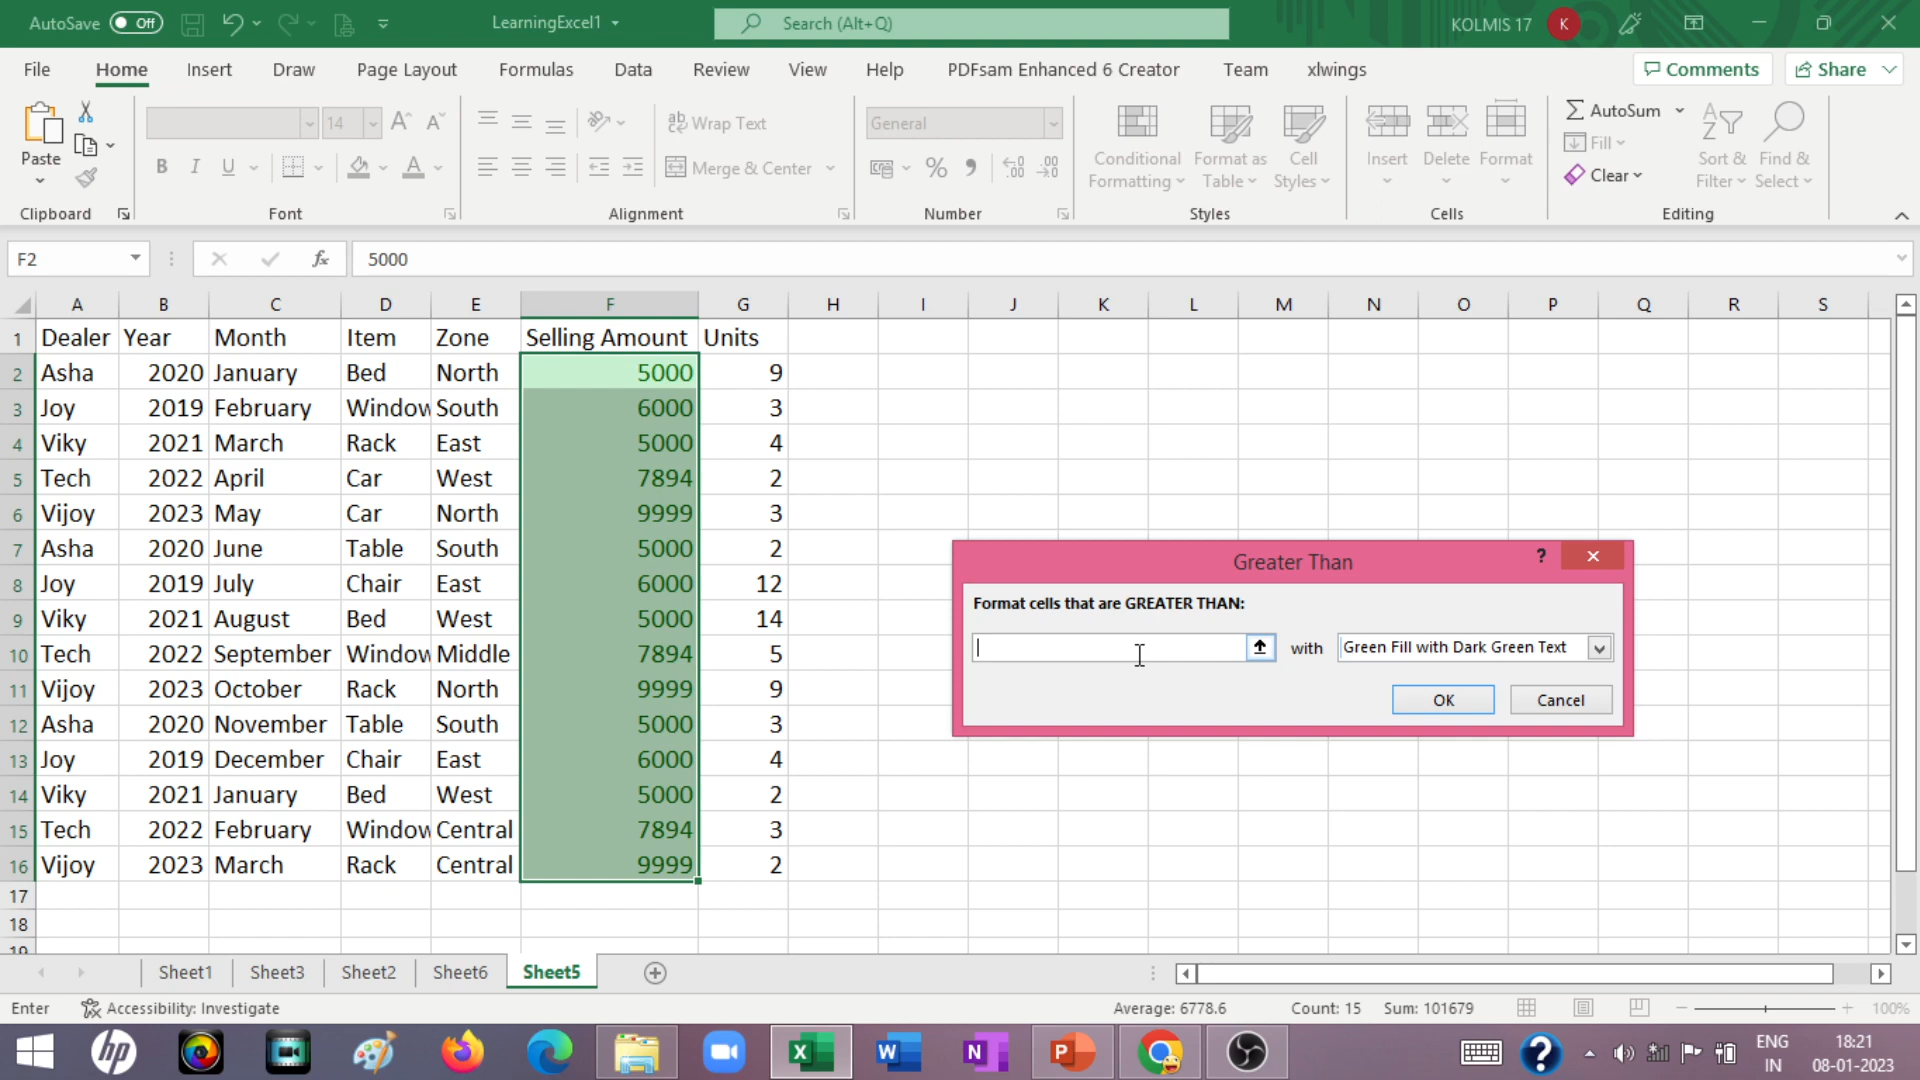 AutoSave Off LearningExcel1 Search (Alt+Q) KOLMIS 17 K
File Home Insert Draw Page Layout Formulas Data Review View Help PDFsam Enhanced 6 Creator Team xlwings Comments Share
Paste 14 A A ab Wrap Text General Conditional Formatting Format as Table Cell Styles Insert Delete Format AutoSum Fill Clear Sort & Filter Find & Select
B I U A Merge & Center % 
Clipboard Font Alignment Number Styles Cells Editing
F2 fx 5000
A B C D E F G H I J K L M N O P Q R S
1 Dealer Year Month Item Zone Selling Amount Units
2 Asha 2020 January Bed North 5000 9
3 Joy 2019 February Window South 6000 3
4 Viky 2021 March Rack East 5000 4
5 Tech 2022 April Car West 7894 2
6 Vijoy 2023 May Car North 9999 3
7 Asha 2020 June Table South 5000 2
8 Joy 2019 July Chair East 6000 12
9 Viky 2021 August Bed West 5000 14
10 Tech 2022 September Window Middle 7894 5
11 Vijoy 2023 October Rack North 9999 9
12 Asha 2020 November Table South 5000 3
13 Joy 2019 December Chair East 6000 4
14 Viky 2021 January Bed West 5000 2
15 Tech 2022 February Window Central 7894 3
16 Vijoy 2023 March Rack Central 9999 2
17
18
19
Greater Than ?
Format cells that are GREATER THAN:
with Green Fill with Dark Green Text
OK Cancel
Sheet1 Sheet3 Sheet2 Sheet6 Sheet5
Enter Accessibility: Investigate Average: 6778.6 Count: 15 Sum: 101679 100%
hp X W N P ? ENG 18:21
IN 08-01-2023